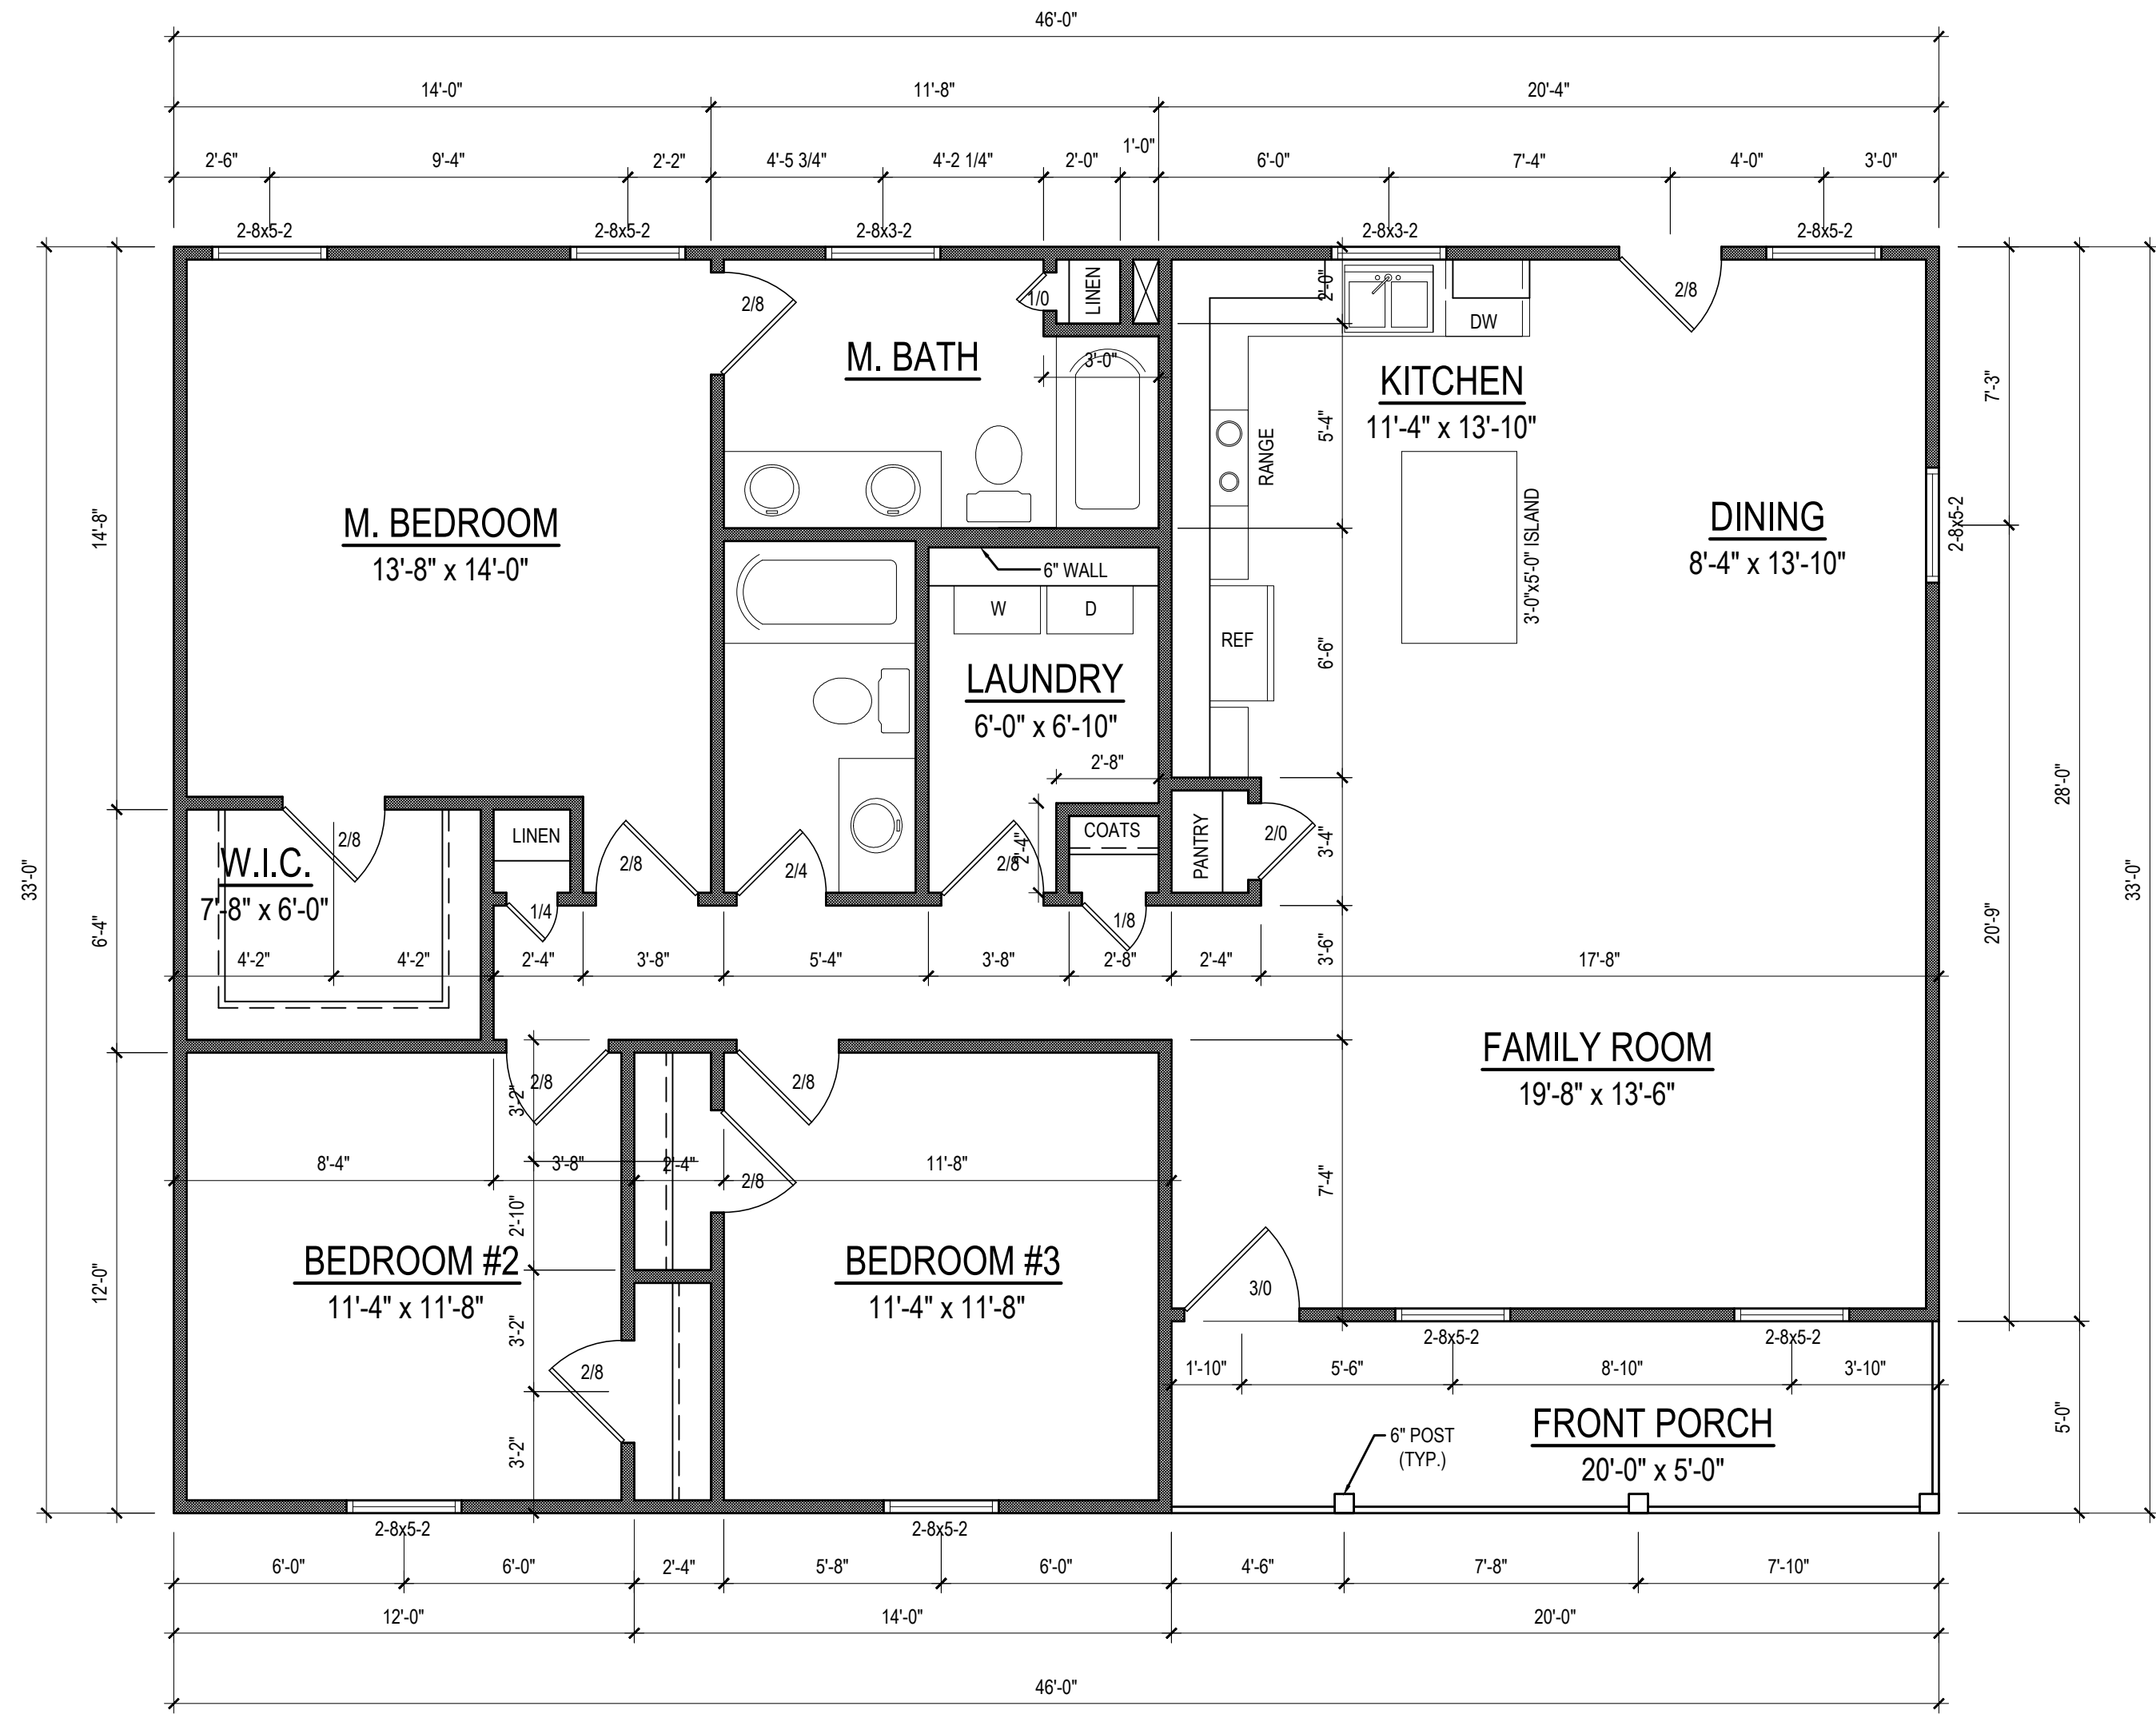 46'-0"
14'-0" 11'-8" 20'-4"
2'-6" 9'-4" 2'-2" 4'-5 3/4" 4'-2 1/4" 2'-0" 1'-0" 6'-0" 7'-4" 4'-0" 3'-0"
2-8x5-2 2-8x5-2 2-8x3-2 2-8x3-2 2-8x5-2
2/8 1/0 LINEN 2'-0" DW 2/8
M. BATH
3'-0"
KITCHEN
11'-4" x 13'-10"
7'-3"
5'-4"
RANGE
14'-8"
M. BEDROOM
13'-8" x 14'-0"
DINING
8'-4" x 13'-10"
2-8x5-2
3'-0"x5'-0" ISLAND
6" WALL
W D
REF
6'-6"
LAUNDRY
6'-0" x 6'-10"
2'-8"
28'-0"
33'-0"
33'-0"
2/8
LINEN
W.I.C.
7'-8" x 6'-0"
2/8 2/4 2/8 2'-4"
COATS
PANTRY
2/0
3'-4"
1/4 1/8
6'-4"
20'-9"
3'-6"
4'-2" 4'-2" 2'-4" 3'-8" 5'-4" 3'-8" 2'-8" 2'-4" 17'-8"
FAMILY ROOM
19'-8" x 13'-6"
2/8 3'-2" 2/8
8'-4" 3'-8" 2'-4" 11'-8"
2/8
7'-4"
2'-10"
12'-0"
BEDROOM #2
11'-4" x 11'-8"
BEDROOM #3
11'-4" x 11'-8"
3/0
3'-2"
2/8
2-8x5-2 2-8x5-2
1'-10" 5'-6" 8'-10" 3'-10"
5'-0"
3'-2"
6" POST
(TYP.)
FRONT PORCH
20'-0" x 5'-0"
2-8x5-2 2-8x5-2
6'-0" 6'-0" 2'-4" 5'-8" 6'-0" 4'-6" 7'-8" 7'-10"
12'-0" 14'-0" 20'-0"
46'-0"